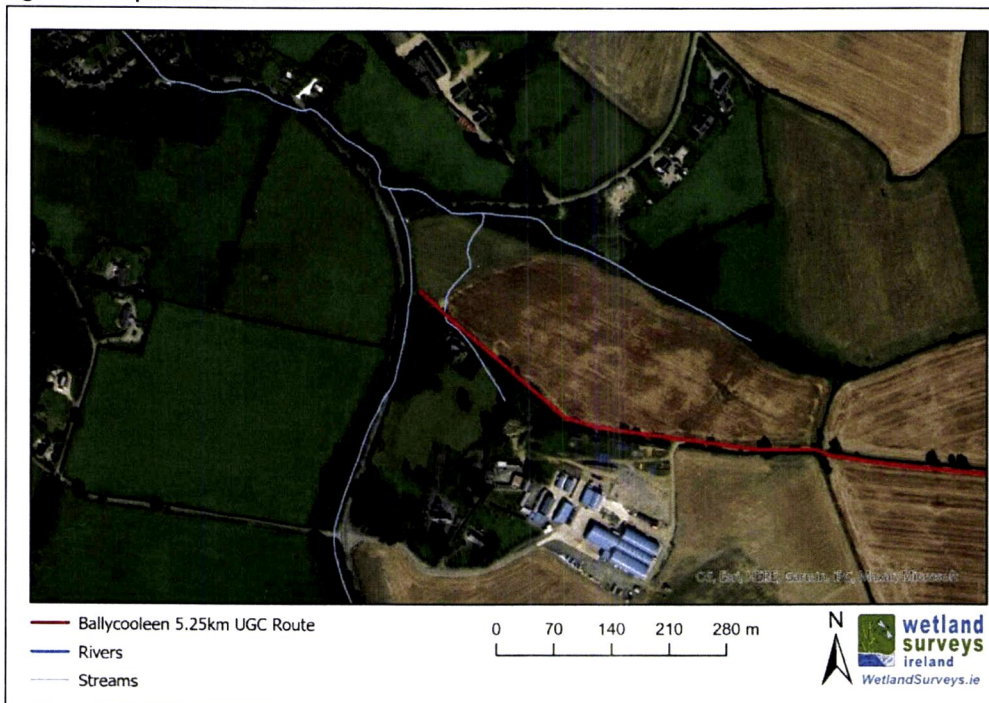 Ballycooleen 5.25km UGC Route
Rivers
Streams
0 70 140 210 280 m
N
wetland
surveys
ireland
WetlandSurveys.ie